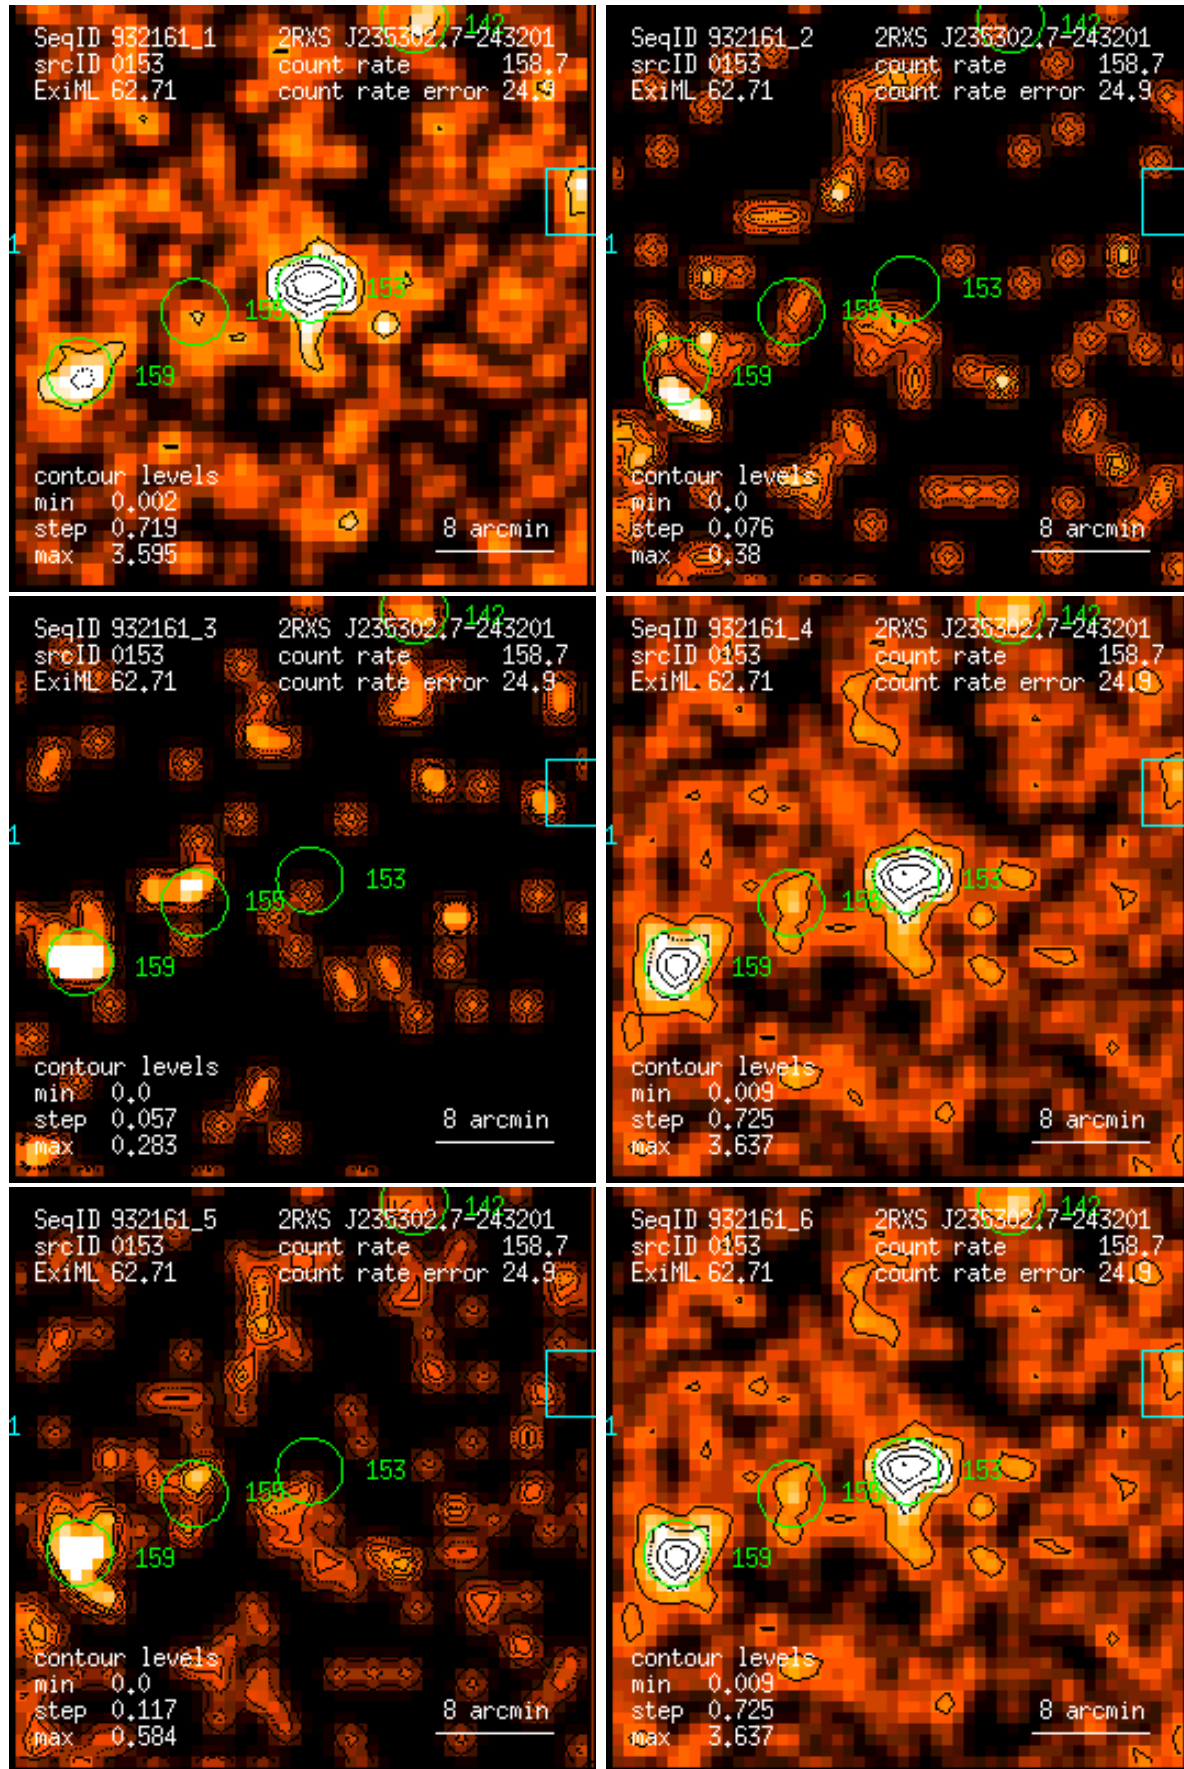 142
SeqID 932161_1 2RXS J235302.7-243201
srcID 0153 count rate 158.7
ExiML 62.71 count rate error 24.9
1
153
155
159
contour levels
min 0.002
step 0.719
max 3.595
8 arcmin
142
SeqID 932161_2 2RXS J235302.7-243201
srcID 0153 count rate 158.7
ExiML 62.71 count rate error 24.9
1
153
155
159
contour levels
min 0.0
step 0.076
max 0.38
8 arcmin
142
SeqID 932161_3 2RXS J235302.7-243201
srcID 0153 count rate 158.7
ExiML 62.71 count rate error 24.9
1
153
155
159
contour levels
min 0.0
step 0.057
max 0.283
8 arcmin
142
SeqID 932161_4 2RXS J235302.7-243201
srcID 0153 count rate 158.7
ExiML 62.71 count rate error 24.9
1
153
155
159
contour levels
min 0.009
step 0.725
max 3.637
8 arcmin
142
SeqID 932161_5 2RXS J235302.7-243201
srcID 0153 count rate 158.7
ExiML 62.71 count rate error 24.9
1
153
155
159
contour levels
min 0.0
step 0.117
max 0.584
8 arcmin
142
SeqID 932161_6 2RXS J235302.7-243201
srcID 0153 count rate 158.7
ExiML 62.71 count rate error 24.9
1
153
155
159
contour levels
min 0.009
step 0.725
max 3.637
8 arcmin